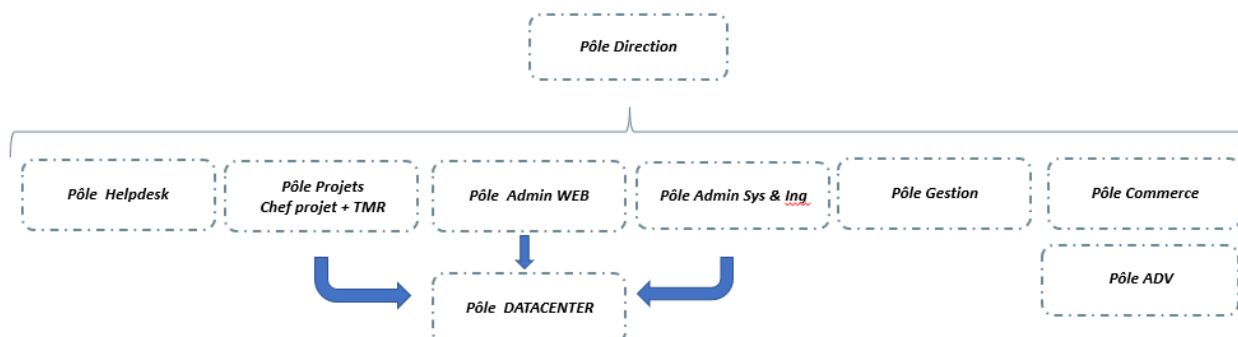 Pôle Direction
Pôle Helpdesk
Pôle Projets
Chef projet + TMR
Pôle Admin WEB
Pôle Admin Sys & Ing
Pôle Gestion
Pôle Commerce
Pôle ADV
Pôle DATACENTER